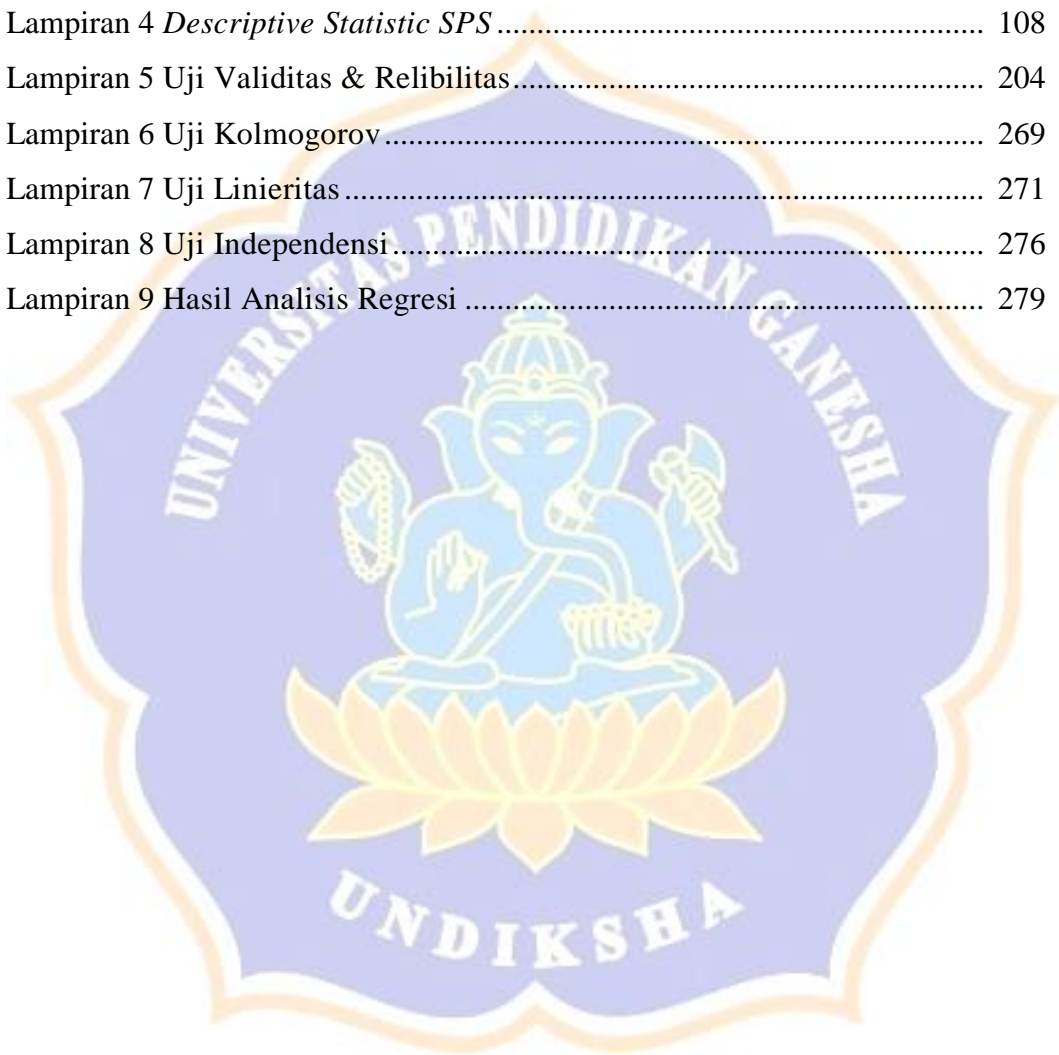 Lampiran 4 Descriptive Statistic SPS ............................................................... 108
Lampiran 5 Uji Validitas & Relibilitas ............................................................. 204
Lampiran 6 Uji Kolmogorov .............................................................................. 269
Lampiran 7 Uji Linieritas ................................................................................... 271
Lampiran 8 Uji Independensi ............................................................................. 276
Lampiran 9 Hasil Analisis Regresi .................................................................... 279
UNIVERSITAS PENDIDIKAN GANESHA
UNDIKSHA